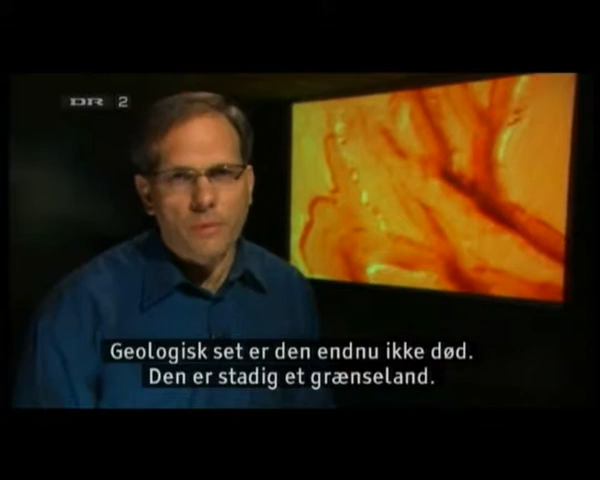 DR 2
Geologisk set er den endnu ikke død.
Den er stadig et grænseland.